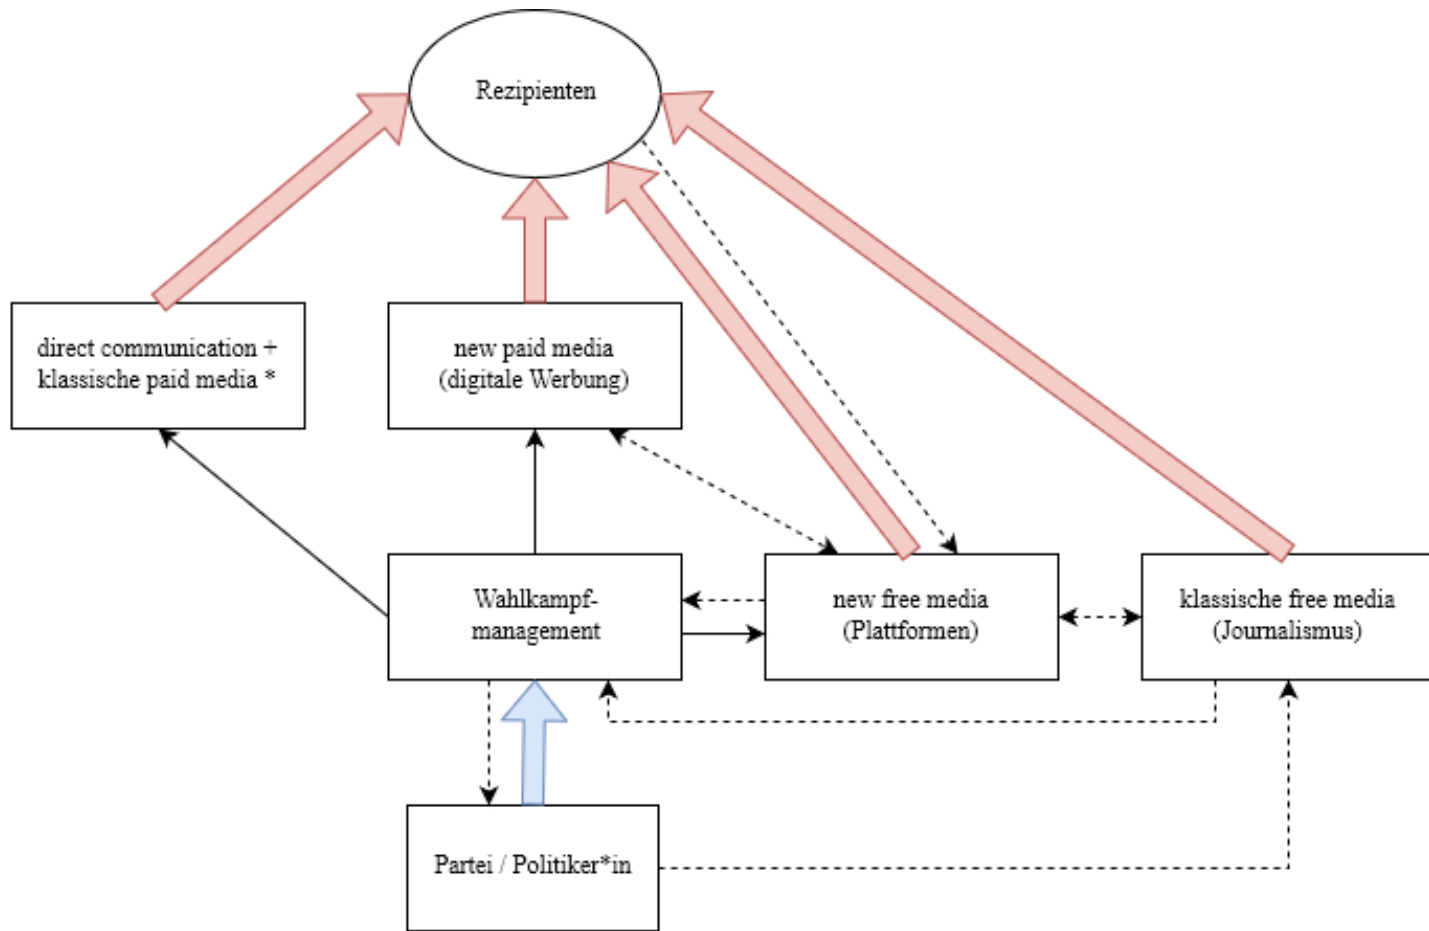 Rezipienten
direct communication +
klassische paid media *
new paid media
(digitale Werbung)
Wahlkampf-
management
new free media
(Plattformen)
klassische free media
(Journalismus)
Partei / Politiker*in